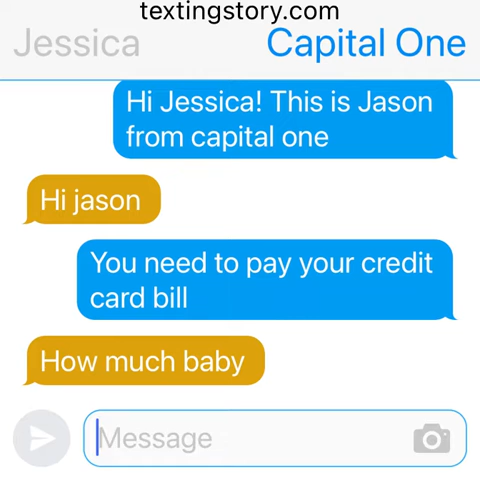 textingstory.com
Jessica
Capital One
Hi Jessica! This is Jason
from capital one
Hi jason
You need to pay your credit
card bill
How much baby
Message